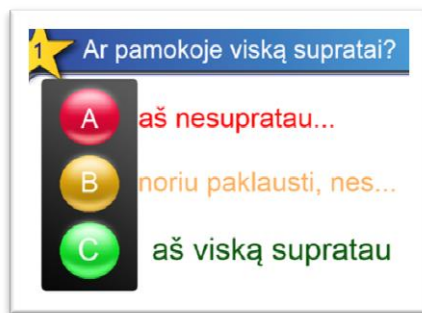 1 Ar pamokoje viską supratai?
A aš nesupratau...
B noriu paklausti, nes...
C aš viską supratau